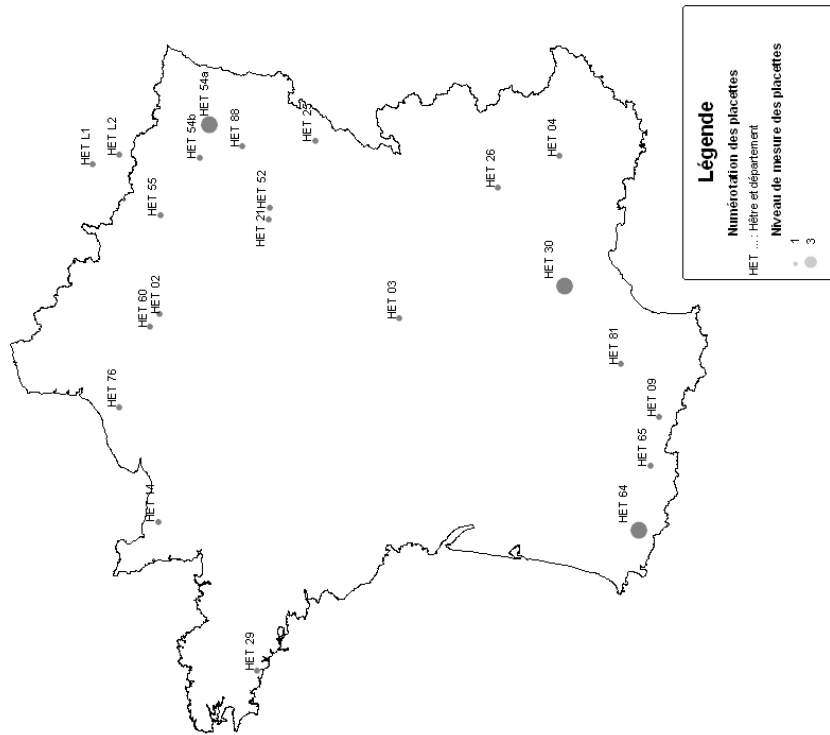 HET L1
HET L2
HET 54a
HET 54b
HET 88
HET 25
HET 55
HET 52
HET 21
HET 60
HET 02
HET 76
HET 14
HET 29
HET 03
HET 26
HET 04
HET 30
HET 81
HET 09
HET 65
HET 64
Légende
Numérotation des placettes
HET ... : Hêtre et département
Niveau de mesure des placettes
1
3